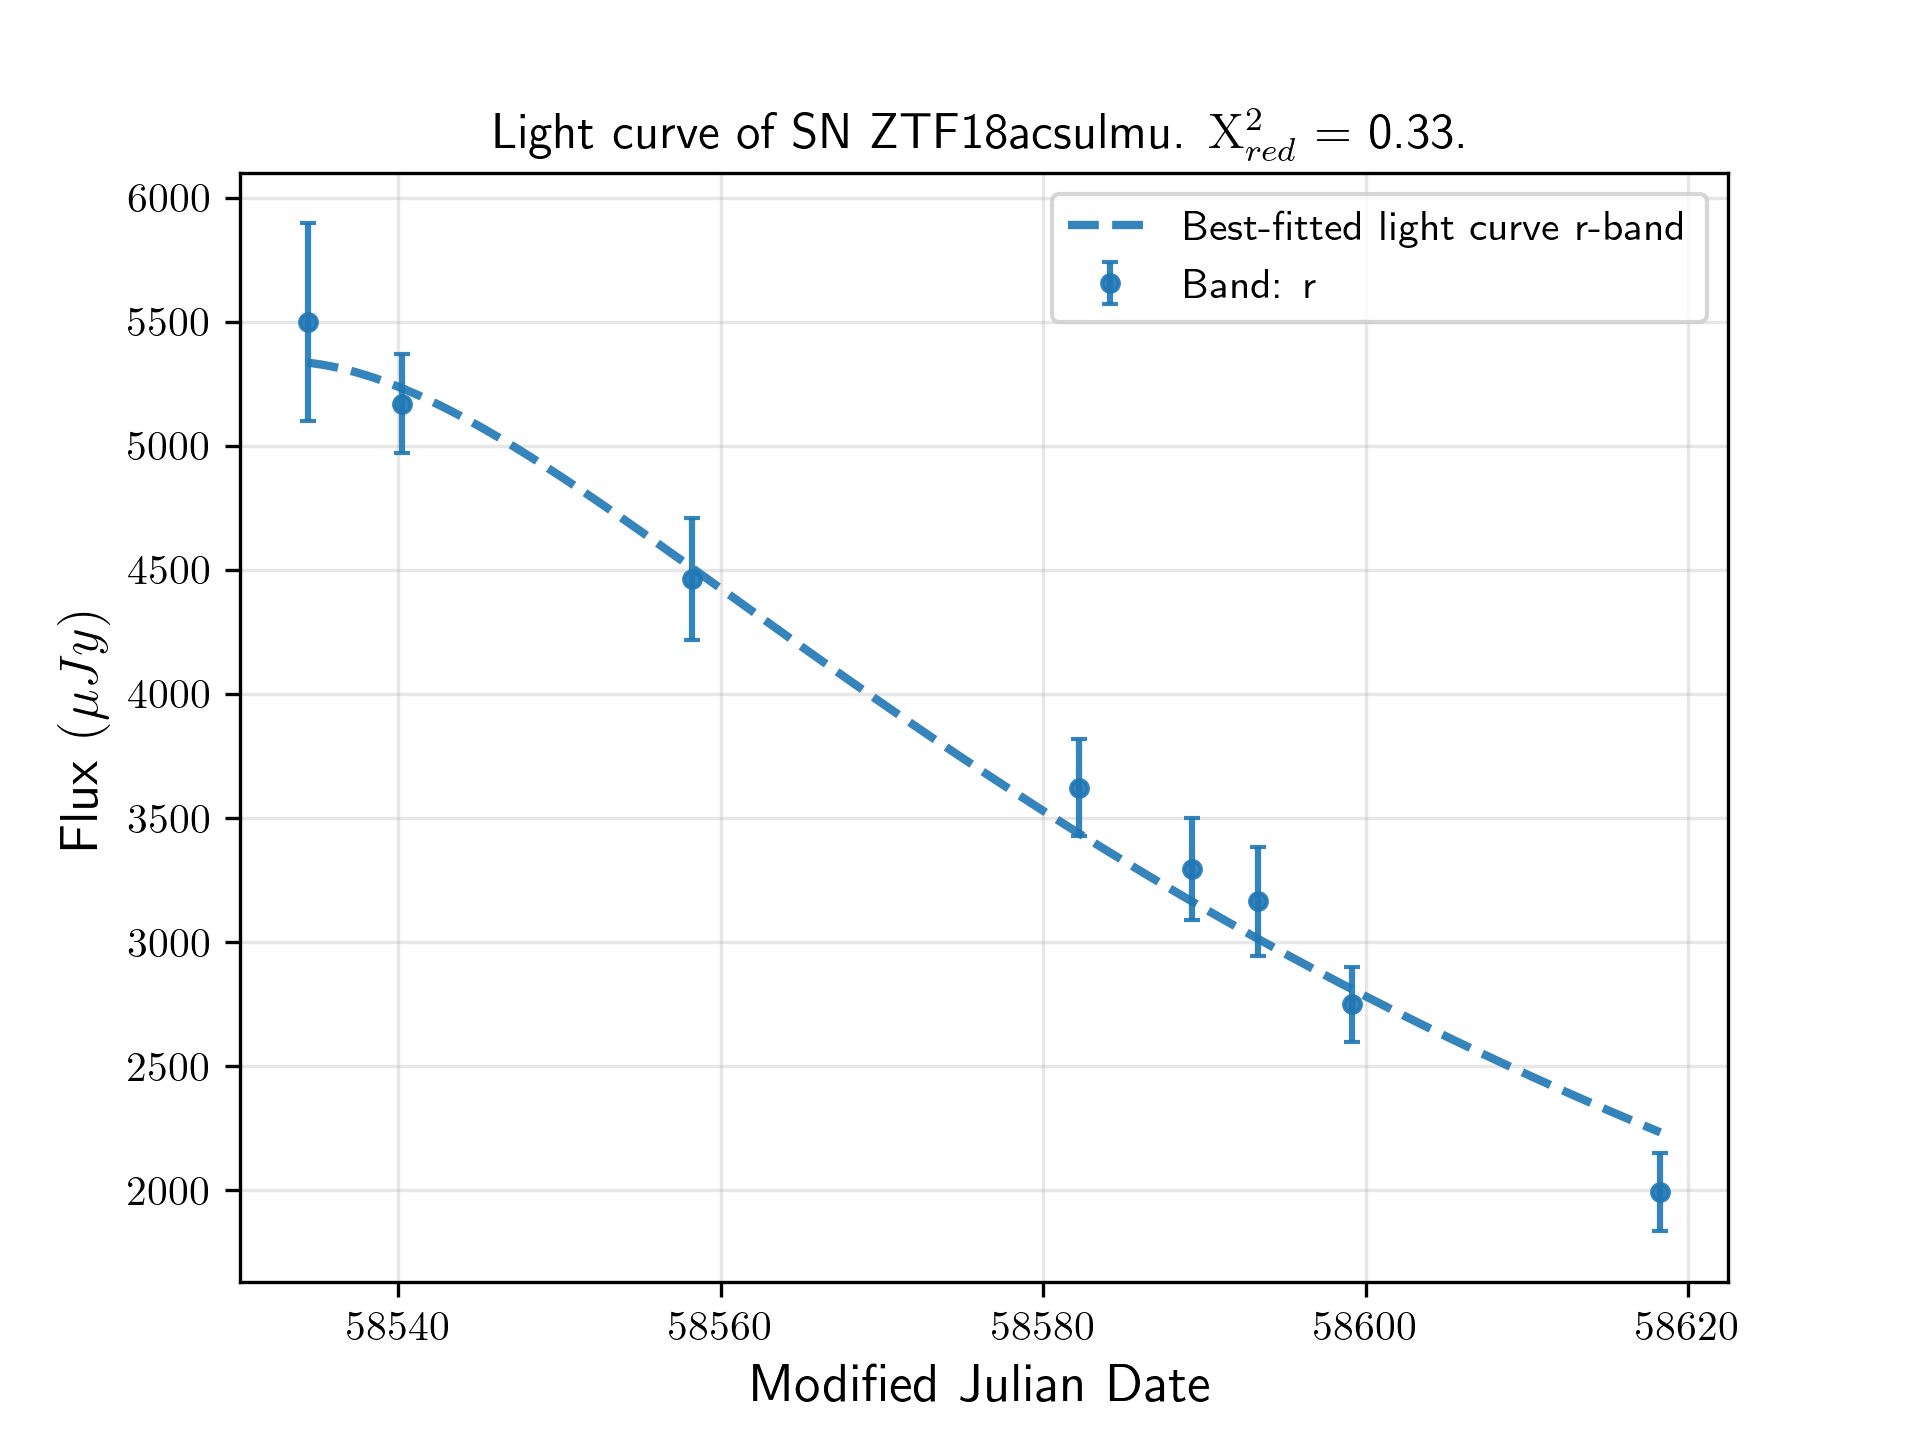 Light curve of SN ZTF18acsulmu. X²red = 0.33.
Best-fitted light curve r-band
Band: r
Flux (μJy)
6000
5500
5000
4500
4000
3500
3000
2500
2000
58540 58560 58580 58600 58620
Modified Julian Date